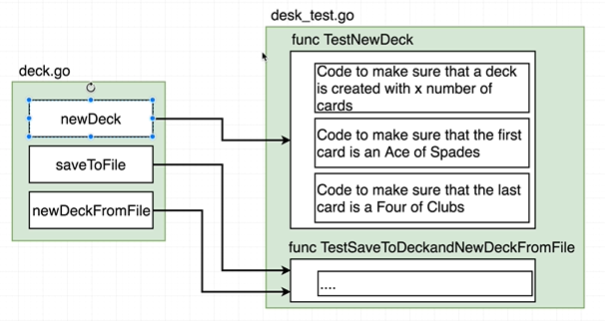 desk_test.go
func TestNewDeck
deck.go
Code to make sure that a deck
is created with x number of
cards
newDeck
Code to make sure that the first
card is an Ace of Spades
saveToFile
Code to make sure that the last
card is a Four of Clubs
newDeckFromFile
func TestSaveToDeckandNewDeckFromFile
....